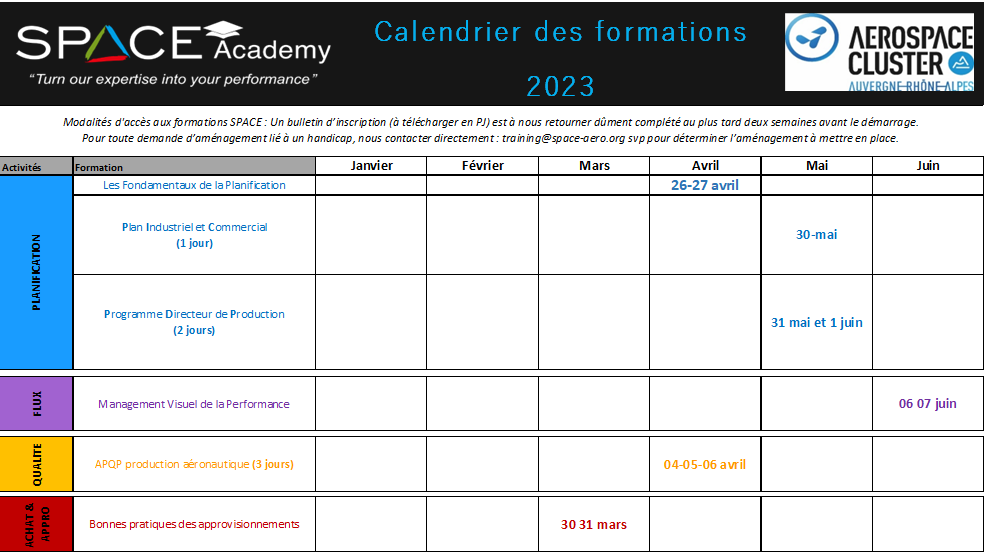 SPACE Academy
“Turn our expertise into your performance”
Calendrier des formations
2023
AEROSPACE
CLUSTER
AUVERGNE-RHÔNE-ALPES
Modalités d'accès aux formations SPACE : Un bulletin d’inscription (à télécharger en PJ) est à nous retourner dûment complété au plus tard deux semaines avant le démarrage.
Pour toute demande d’aménagement lié à un handicap, nous contacter directement : training@space-aero.org svp pour déterminer l’aménagement à mettre en place.
Activités Formation Janvier Février Mars Avril Mai Juin
PLANIFICATION
Les Fondamentaux de la Planification 26-27 avril
Plan Industriel et Commercial
(1 jour)
30-mai
Programme Directeur de Production
(2 jours)
31 mai et 1 juin
FLUX
Management Visuel de la Performance 06 07 juin
QUALITE
APQP production aéronautique (3 jours) 04-05-06 avril
ACHAT &
APPRO
Bonnes pratiques des approvisionnements 30 31 mars